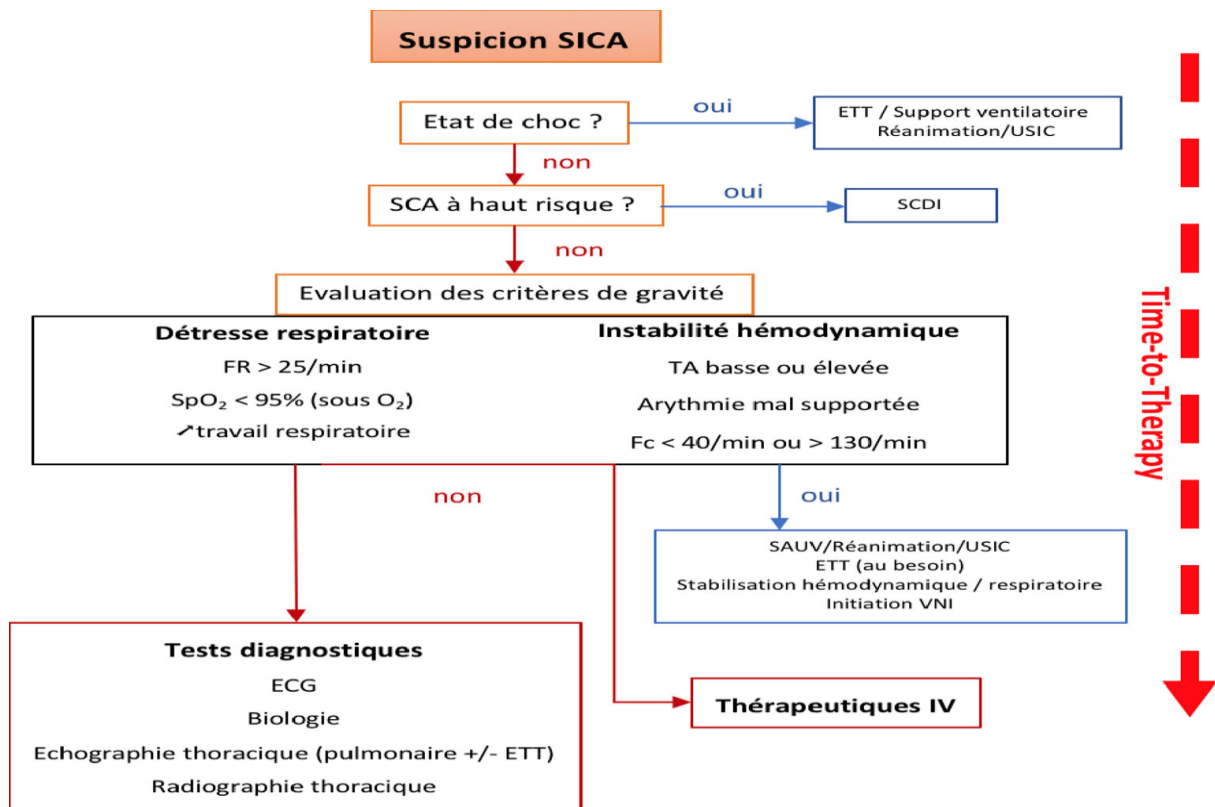 Suspicion SICA
Etat de choc ?
oui
ETT / Support ventilatoire
Réanimation/USIC
non
SCA à haut risque ?
oui
SCDI
non
Evaluation des critères de gravité
Détresse respiratoire
FR > 25/min
SpO₂ < 95% (sous O₂)
↗travail respiratoire
Instabilité hémodynamique
TA basse ou élevée
Arythmie mal supportée
Fc < 40/min ou > 130/min
non
oui
SAUV/Réanimation/USIC
ETT (au besoin)
Stabilisation hémodynamique / respiratoire
Initiation VNI
Tests diagnostiques
ECG
Biologie
Echographie thoracique (pulmonaire +/- ETT)
Radiographie thoracique
Thérapeutiques IV
Time-to-Therapy